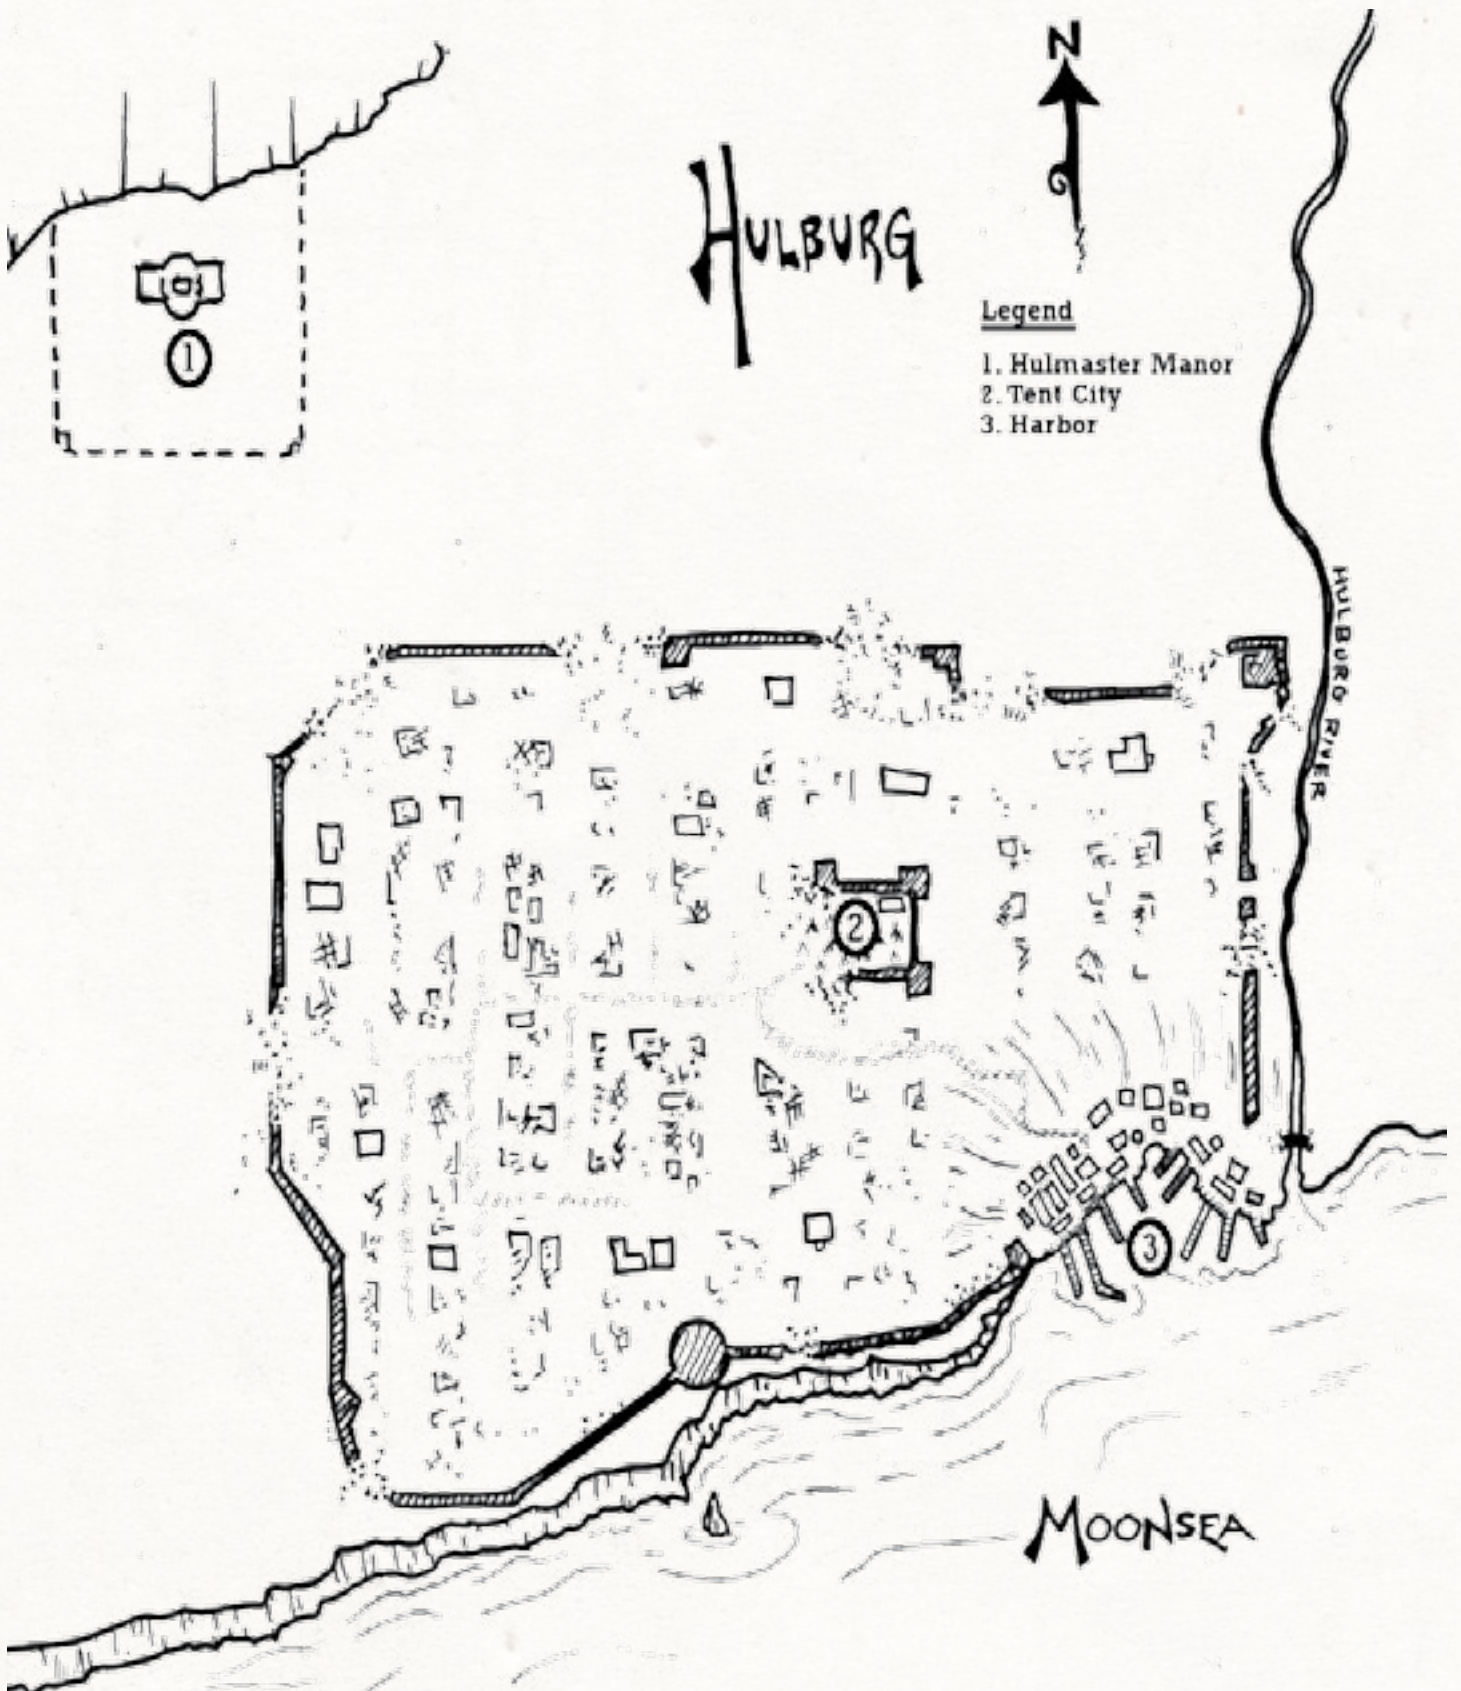 N
HULBURG
Legend
1. Hulmaster Manor
2. Tent City
3. Harbor
1
HULBURG RIVER
2
3
MOONSEA